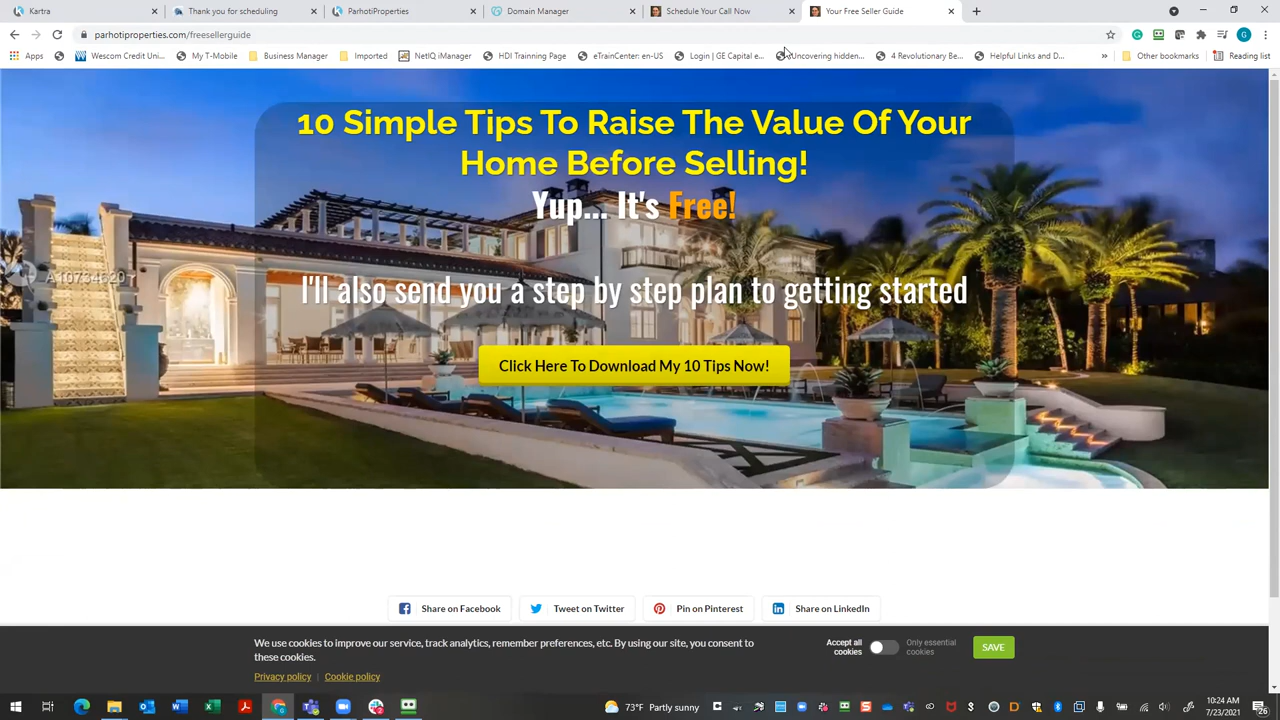 Kartra
Thank you for scheduling
ParhotiProperties
Domain Manager
Schedule Your Call Now
Your Free Seller Guide
parhotiproperties.com/freesellerguide
Apps
Wescom Credit Uni...
My T-Mobile
Business Manager
Imported
NetIQ iManager
HDI Trraining Page
eTrainCenter: en-US
Login | GE Capital e...
Uncovering hidden...
4 Revolutionary Be...
Helpful Links and D...
»
Other bookmarks
Reading list
10 Simple Tips To Raise The Value Of Your
Home Before Selling!
Yup... It's Free!
A10734620
I'll also send you a step by step plan to getting started
Click Here To Download My 10 Tips Now!
Share on Facebook
Tweet on Twitter
Pin on Pinterest
Share on LinkedIn
We use cookies to improve our service, track analytics, remember preferences, etc. By using our site, you consent to
these cookies.
Privacy policy | Cookie policy
Accept all
cookies
Only essential
cookies
SAVE
73°F Partly sunny
10:24 AM
7/23/2021